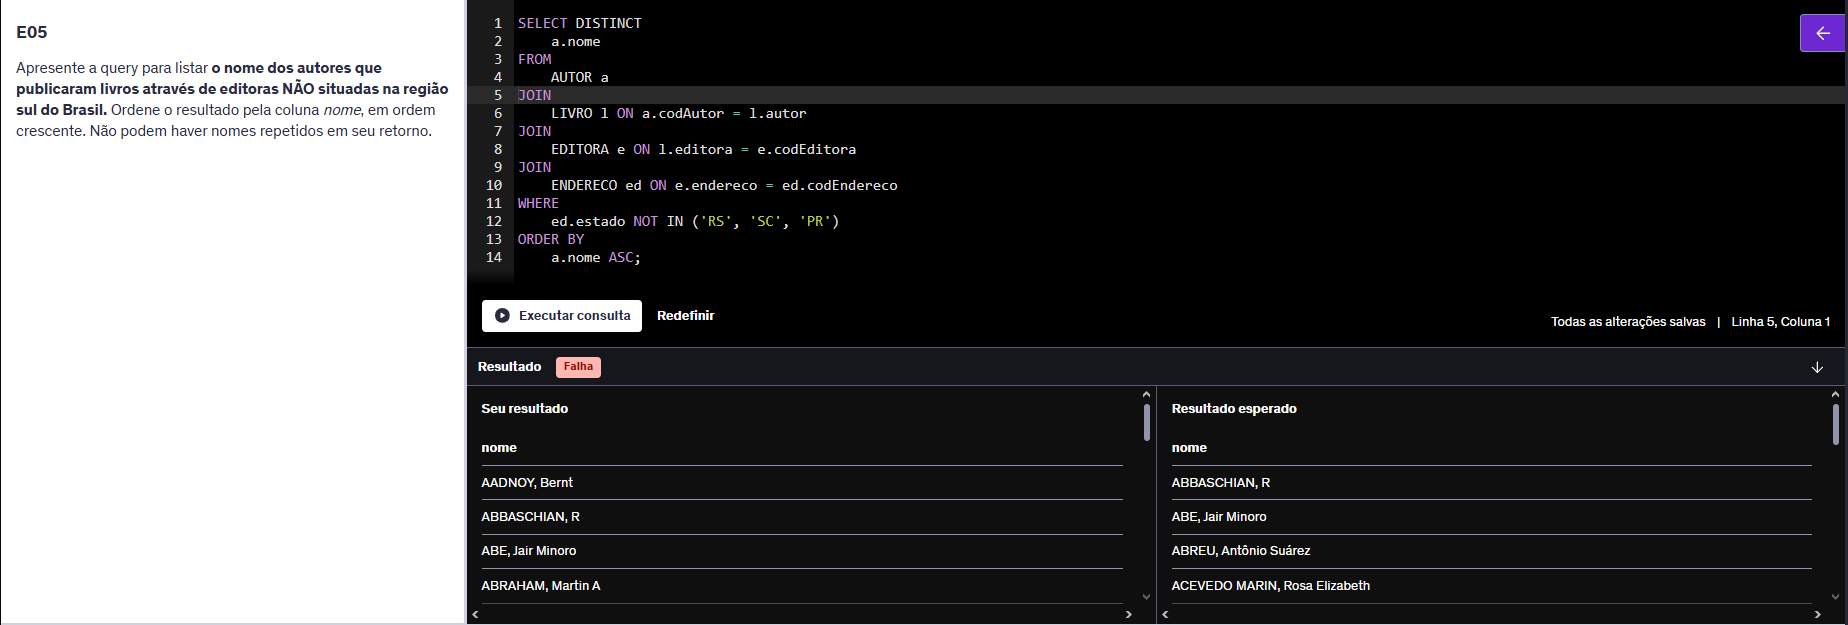 E05
Apresente a query para listar o nome dos autores que
publicaram livros através de editoras NÃO situadas na região
sul do Brasil. Ordene o resultado pela coluna nome, em ordem
crescente. Não podem haver nomes repetidos em seu retorno.
1 SELECT DISTINCT
2     a.nome
3 FROM
4     AUTOR a
5 JOIN
6     LIVRO l ON a.codAutor = l.autor
7 JOIN
8     EDITORA e ON l.editora = e.codEditora
9 JOIN
10     ENDERECO ed ON e.endereco = ed.codEndereco
11 WHERE
12     ed.estado NOT IN ('RS', 'SC', 'PR')
13 ORDER BY
14     a.nome ASC;
Executar consulta Redefinir
Todas as alterações salvas | Linha 5, Coluna 1
Resultado Falha
Seu resultado
nome
AADNOY, Bernt
ABBASCHIAN, R
ABE, Jair Minoro
ABRAHAM, Martin A
Resultado esperado
nome
ABBASCHIAN, R
ABE, Jair Minoro
ABREU, Antônio Suárez
ACEVEDO MARIN, Rosa Elizabeth